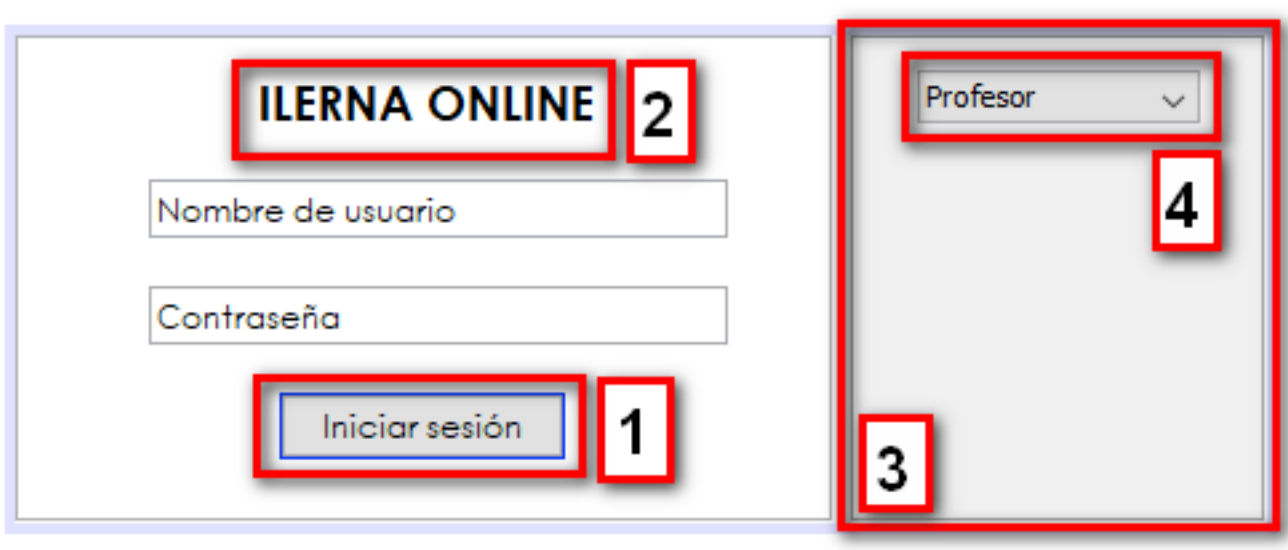 ILERNA ONLINE
2
Nombre de usuario
Contraseña
Iniciar sesión
1
Profesor
4
3